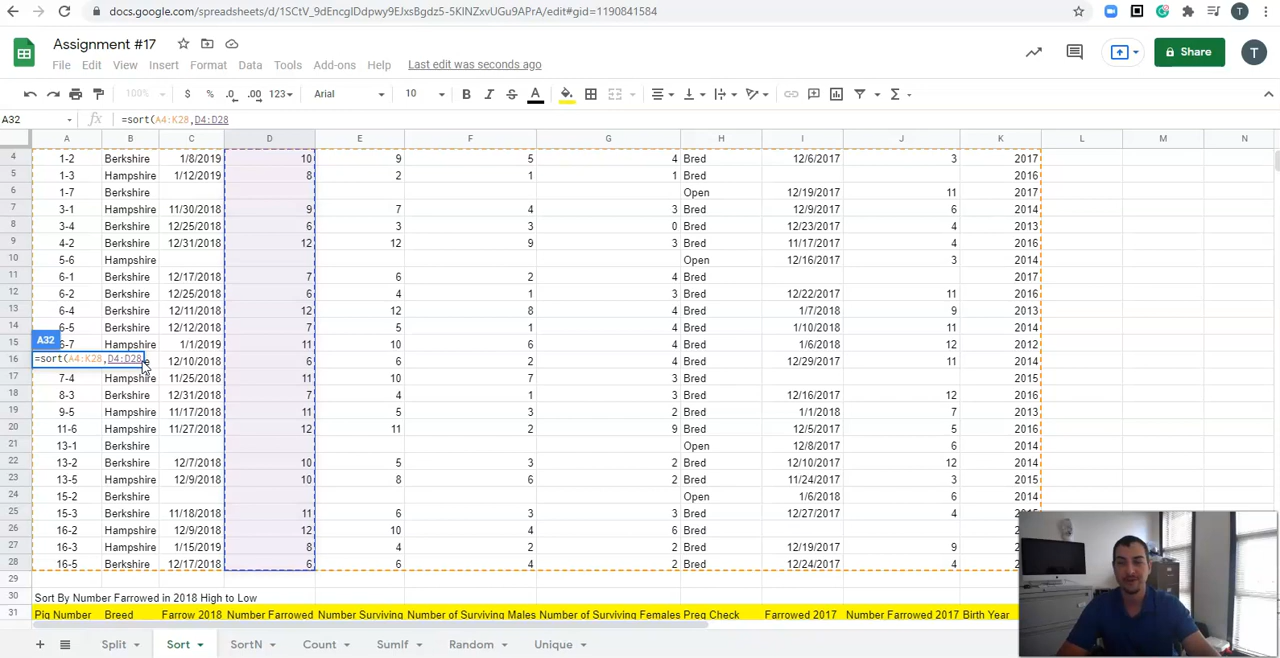 docs.google.com/spreadsheets/d/1SCtV_9dEncgIDdpwy9EJxsBgdz5-5KINZxvUGu9APrA/edit#gid=1190841584
T
Assignment #17
Share
T
File Edit View Insert Format Data Tools Add-ons Help Last edit was seconds ago
100% $ % .0 .00 123 Arial 10 B I S A
A32 fx =sort(A4:K28,D4:D28
A B C D E F G H I J K L M N
4 1-2 Berkshire 1/8/2019 10 9 5 4 Bred 12/6/2017 3 2017
5 1-3 Hampshire 1/12/2019 8 2 1 1 Bred 2016
6 1-7 Berkshire Open 12/19/2017 11 2017
7 3-1 Hampshire 11/30/2018 9 7 4 3 Bred 12/9/2017 6 2014
8 3-4 Berkshire 12/25/2018 6 3 3 0 Bred 12/23/2017 4 2013
9 4-2 Berkshire 12/31/2018 12 12 9 3 Bred 11/17/2017 4 2016
10 5-6 Hampshire Open 12/16/2017 3 2014
11 6-1 Berkshire 12/17/2018 7 6 2 4 Bred 2017
12 6-2 Berkshire 12/25/2018 6 4 1 3 Bred 12/22/2017 11 2016
13 6-4 Berkshire 12/11/2018 12 12 8 4 Bred 1/7/2018 9 2013
14 6-5 Berkshire 12/12/2018 7 5 1 4 Bred 1/10/2018 11 2014
A32
15 6-7 Hampshire 1/1/2019 11 10 6 4 Bred 1/6/2018 12 2012
16 =sort(A4:K28,D4:D28 12/10/2018 6 6 2 4 Bred 12/29/2017 11 2014
17 7-4 Hampshire 11/25/2018 11 10 7 3 Bred 2015
18 8-3 Berkshire 12/31/2018 7 4 1 3 Bred 12/16/2017 12 2016
19 9-5 Hampshire 11/17/2018 11 5 3 2 Bred 1/1/2018 7 2013
20 11-6 Hampshire 11/27/2018 12 11 2 9 Bred 12/5/2017 5 2016
21 13-1 Berkshire Open 12/8/2017 6 2014
22 13-2 Berkshire 12/7/2018 10 5 3 2 Bred 12/10/2017 12 2014
23 13-5 Hampshire 12/9/2018 10 8 6 2 Bred 11/24/2017 3 2015
24 15-2 Berkshire Open 1/6/2018 6 2014
25 15-3 Berkshire 11/18/2018 11 6 3 3 Bred 12/27/2017 4
26 16-2 Hampshire 12/9/2018 12 10 4 6 Bred
27 16-3 Hampshire 1/15/2019 8 4 2 2 Bred 12/19/2017 9
28 16-5 Hampshire 12/17/2018 6 6 4 2 Bred 12/24/2017 4
29
30 Sort By Number Farrowed in 2018 High to Low
31 Pig Number Breed Farrow 2018 Number Farrowed Number Surviving Number of Surviving Males Number of Surviving Females Preg Check Farrowed 2017 Number Farrowed 2017 Birth Year
Split Sort SortN Count SumIf Random Unique